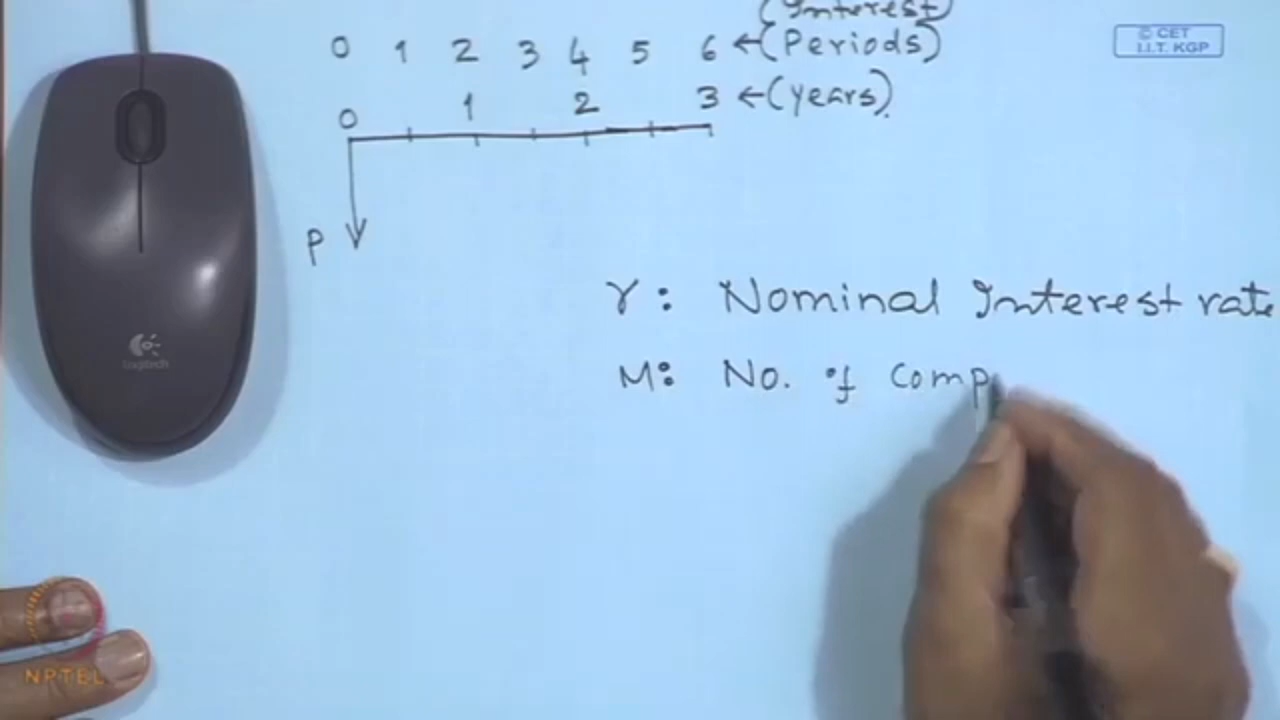 (Interest)
0 1 2 3 4 5 6 ←(Periods)
0 1 2 3 ←(years).
P
r: Nominal Interest rate
M: No. of comp
© CET
I.I.T. KGP
Logitech
NPTEL